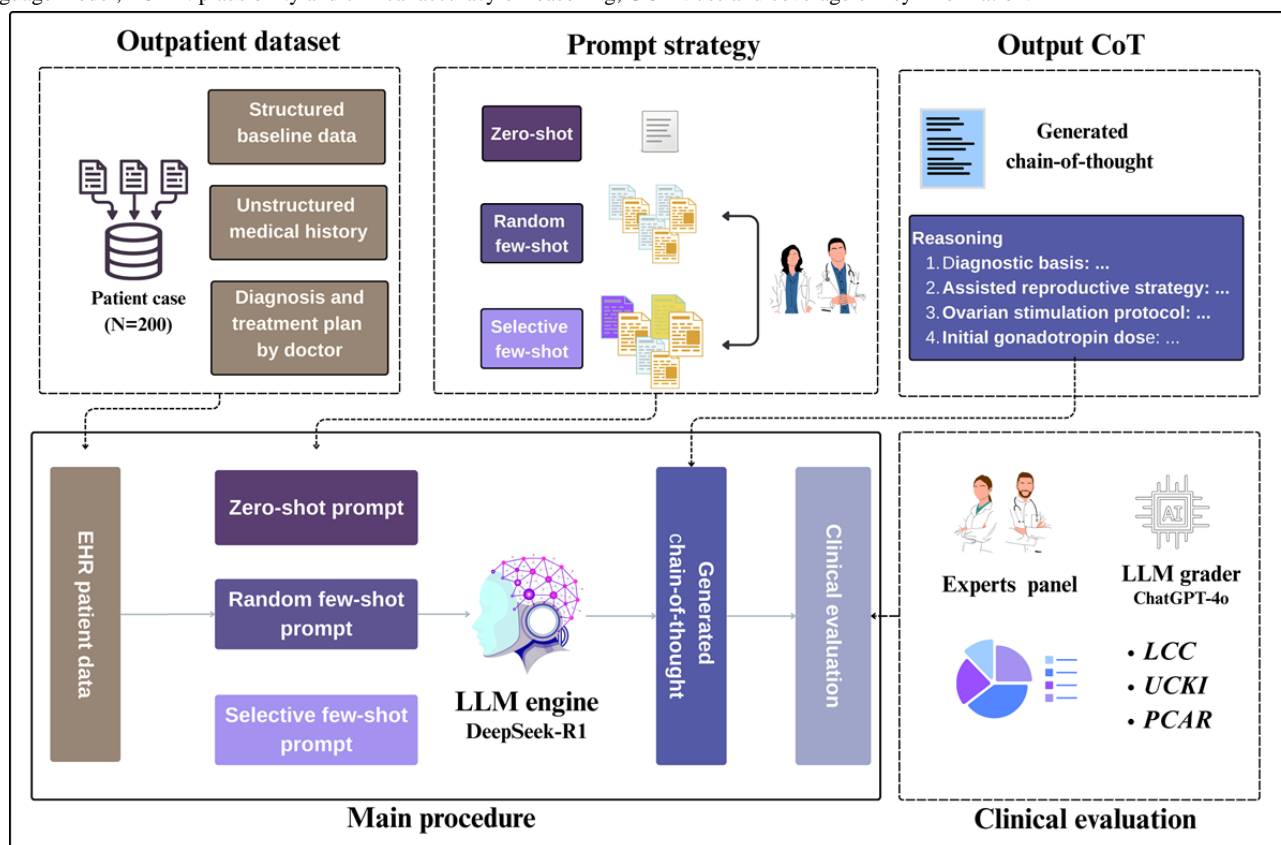 Outpatient dataset
Structured
baseline data
Unstructured
medical history
Diagnosis and
treatment plan
by doctor
Patient case
(N=200)
Prompt strategy
Zero-shot
Random
few-shot
Selective
few-shot
Output CoT
Generated
chain-of-thought
Reasoning
1. Diagnostic basis: ...
2. Assisted reproductive strategy: ...
3. Ovarian stimulation protocol: ...
4. Initial gonadotropin dose: ...
EHR patient data
Zero-shot prompt
Random few-shot
prompt
Selective few-shot
prompt
LLM engine
DeepSeek-R1
Generated
chain-of-thought
Clinical evaluation
Main procedure
Experts panel
AI
LLM grader
ChatGPT-4o
• LCC
• UCKI
• PCAR
Clinical evaluation